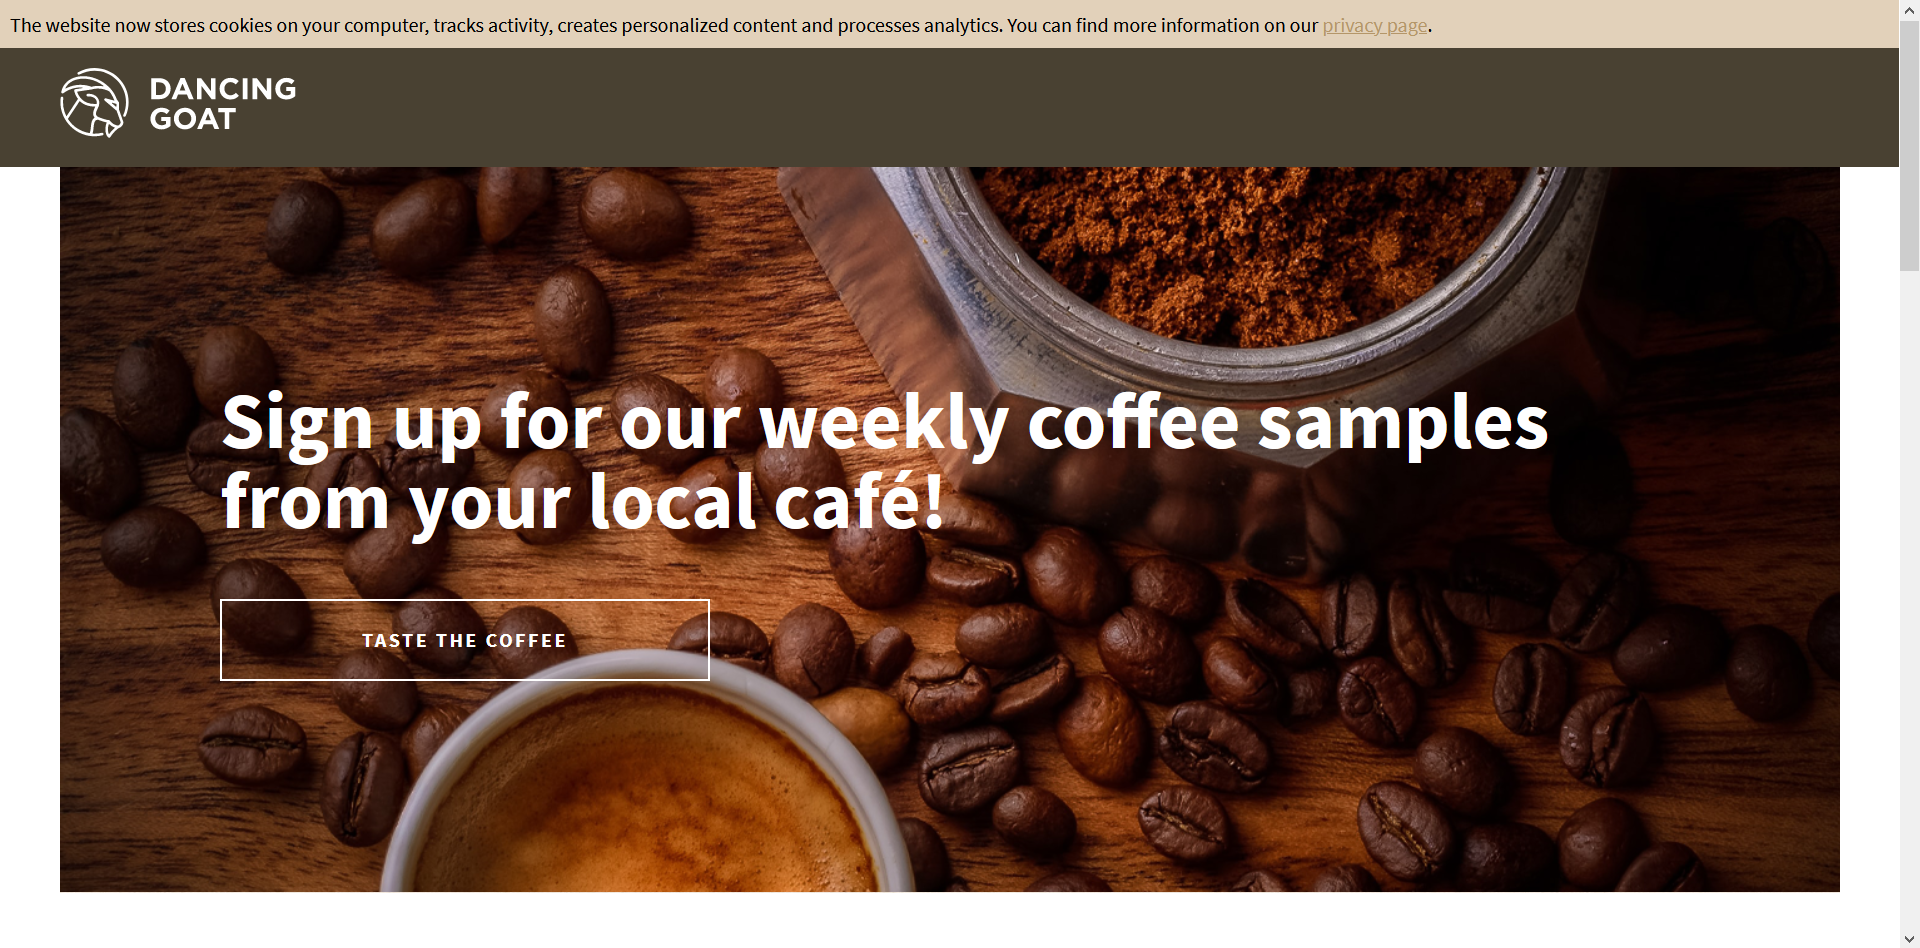 The website now stores cookies on your computer, tracks activity, creates personalized content and processes analytics. You can find more information on our privacy page.
DANCING
GOAT
Sign up for our weekly coffee samples
from your local café!
TASTE THE COFFEE